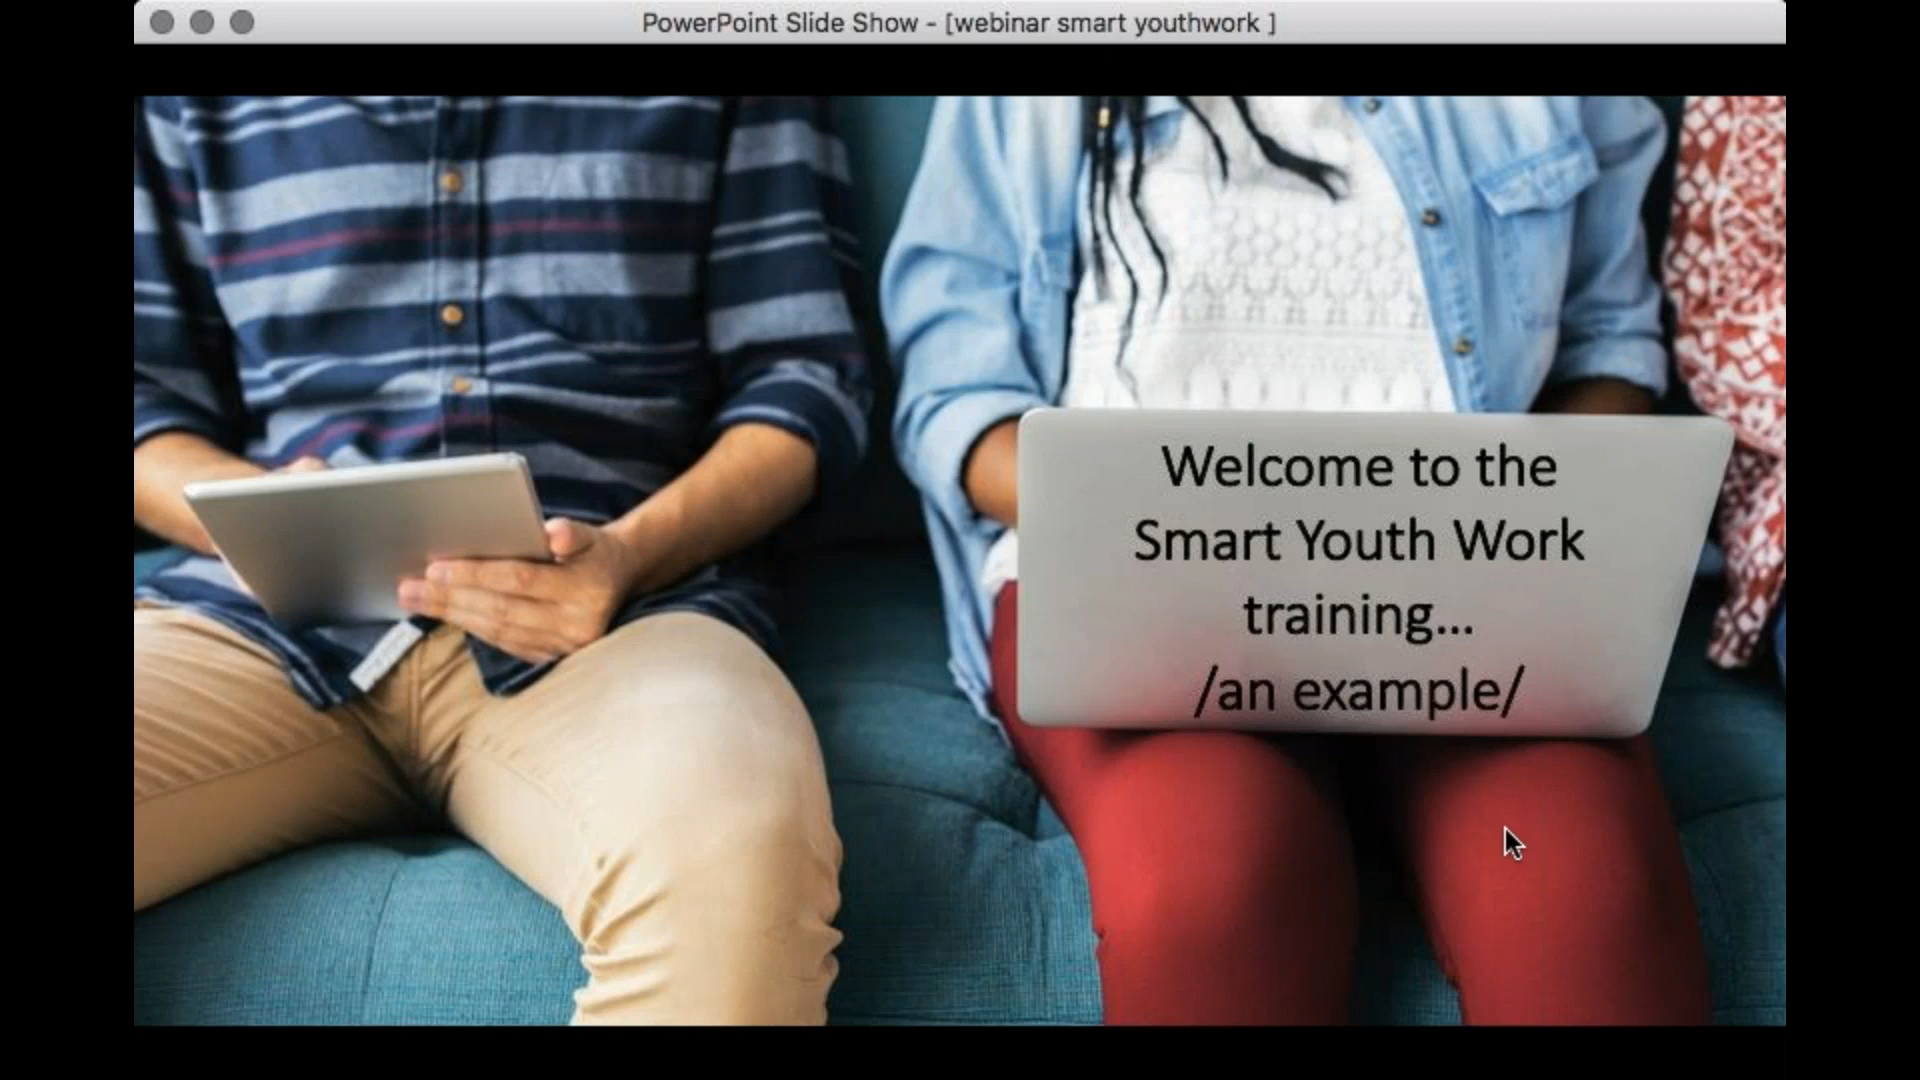 PowerPoint Slide Show - [webinar smart youthwork ]
Welcome to the
Smart Youth Work
training...
/an example/